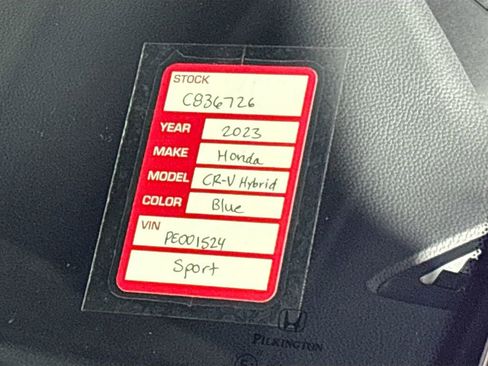 STOCK
C836726
YEAR 2023
MAKE Honda
MODEL CR-V Hybrid
COLOR Blue
VIN
PE001524
Sport
PILKINGTON